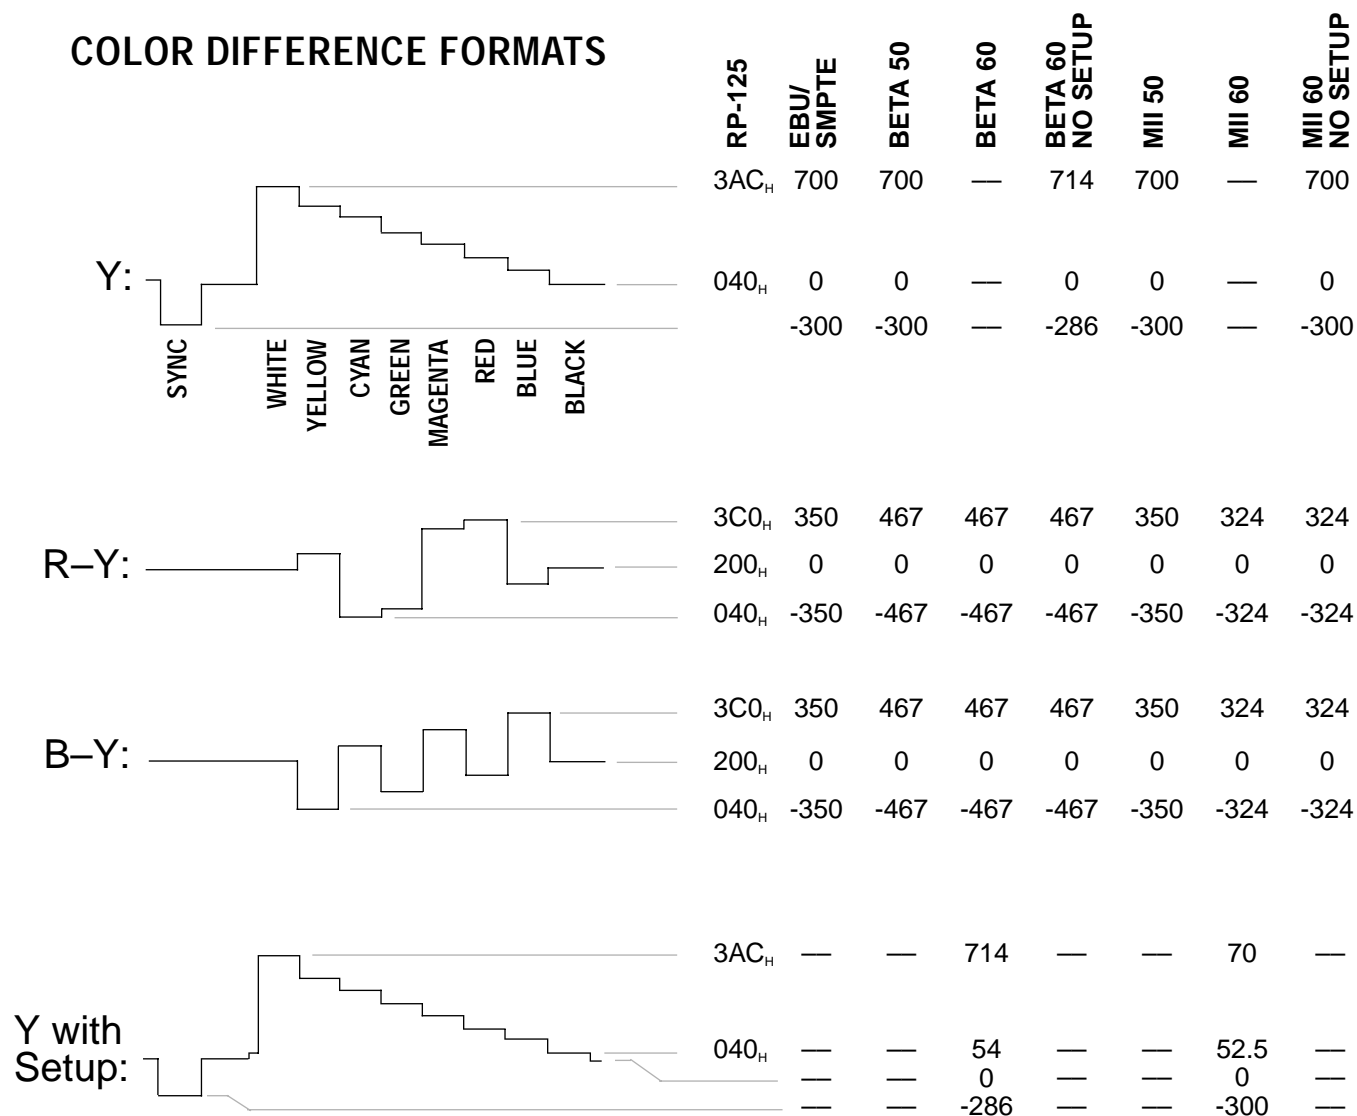 COLOR DIFFERENCE FORMATS
RP-125
EBU/
SMPTE
BETA 50
BETA 60
BETA 60
NO SETUP
MII 50
MII 60
MII 60
NO SETUP
3ACH 700 700 — 714 700 — 700
Y:
040H 0 0 — 0 0 — 0
-300 -300 — -286 -300 — -300
SYNC
WHITE
YELLOW
CYAN
GREEN
MAGENTA
RED
BLUE
BLACK
3C0H 350 467 467 467 350 324 324
R–Y:
200H 0 0 0 0 0 0 0
040H -350 -467 -467 -467 -350 -324 -324
3C0H 350 467 467 467 350 324 324
B–Y:
200H 0 0 0 0 0 0 0
040H -350 -467 -467 -467 -350 -324 -324
3ACH — — 714 — — 70 —
Y with
Setup:
040H — — 54 — — 52.5 —
— — 0 — — 0 —
— — -286 — — -300 —